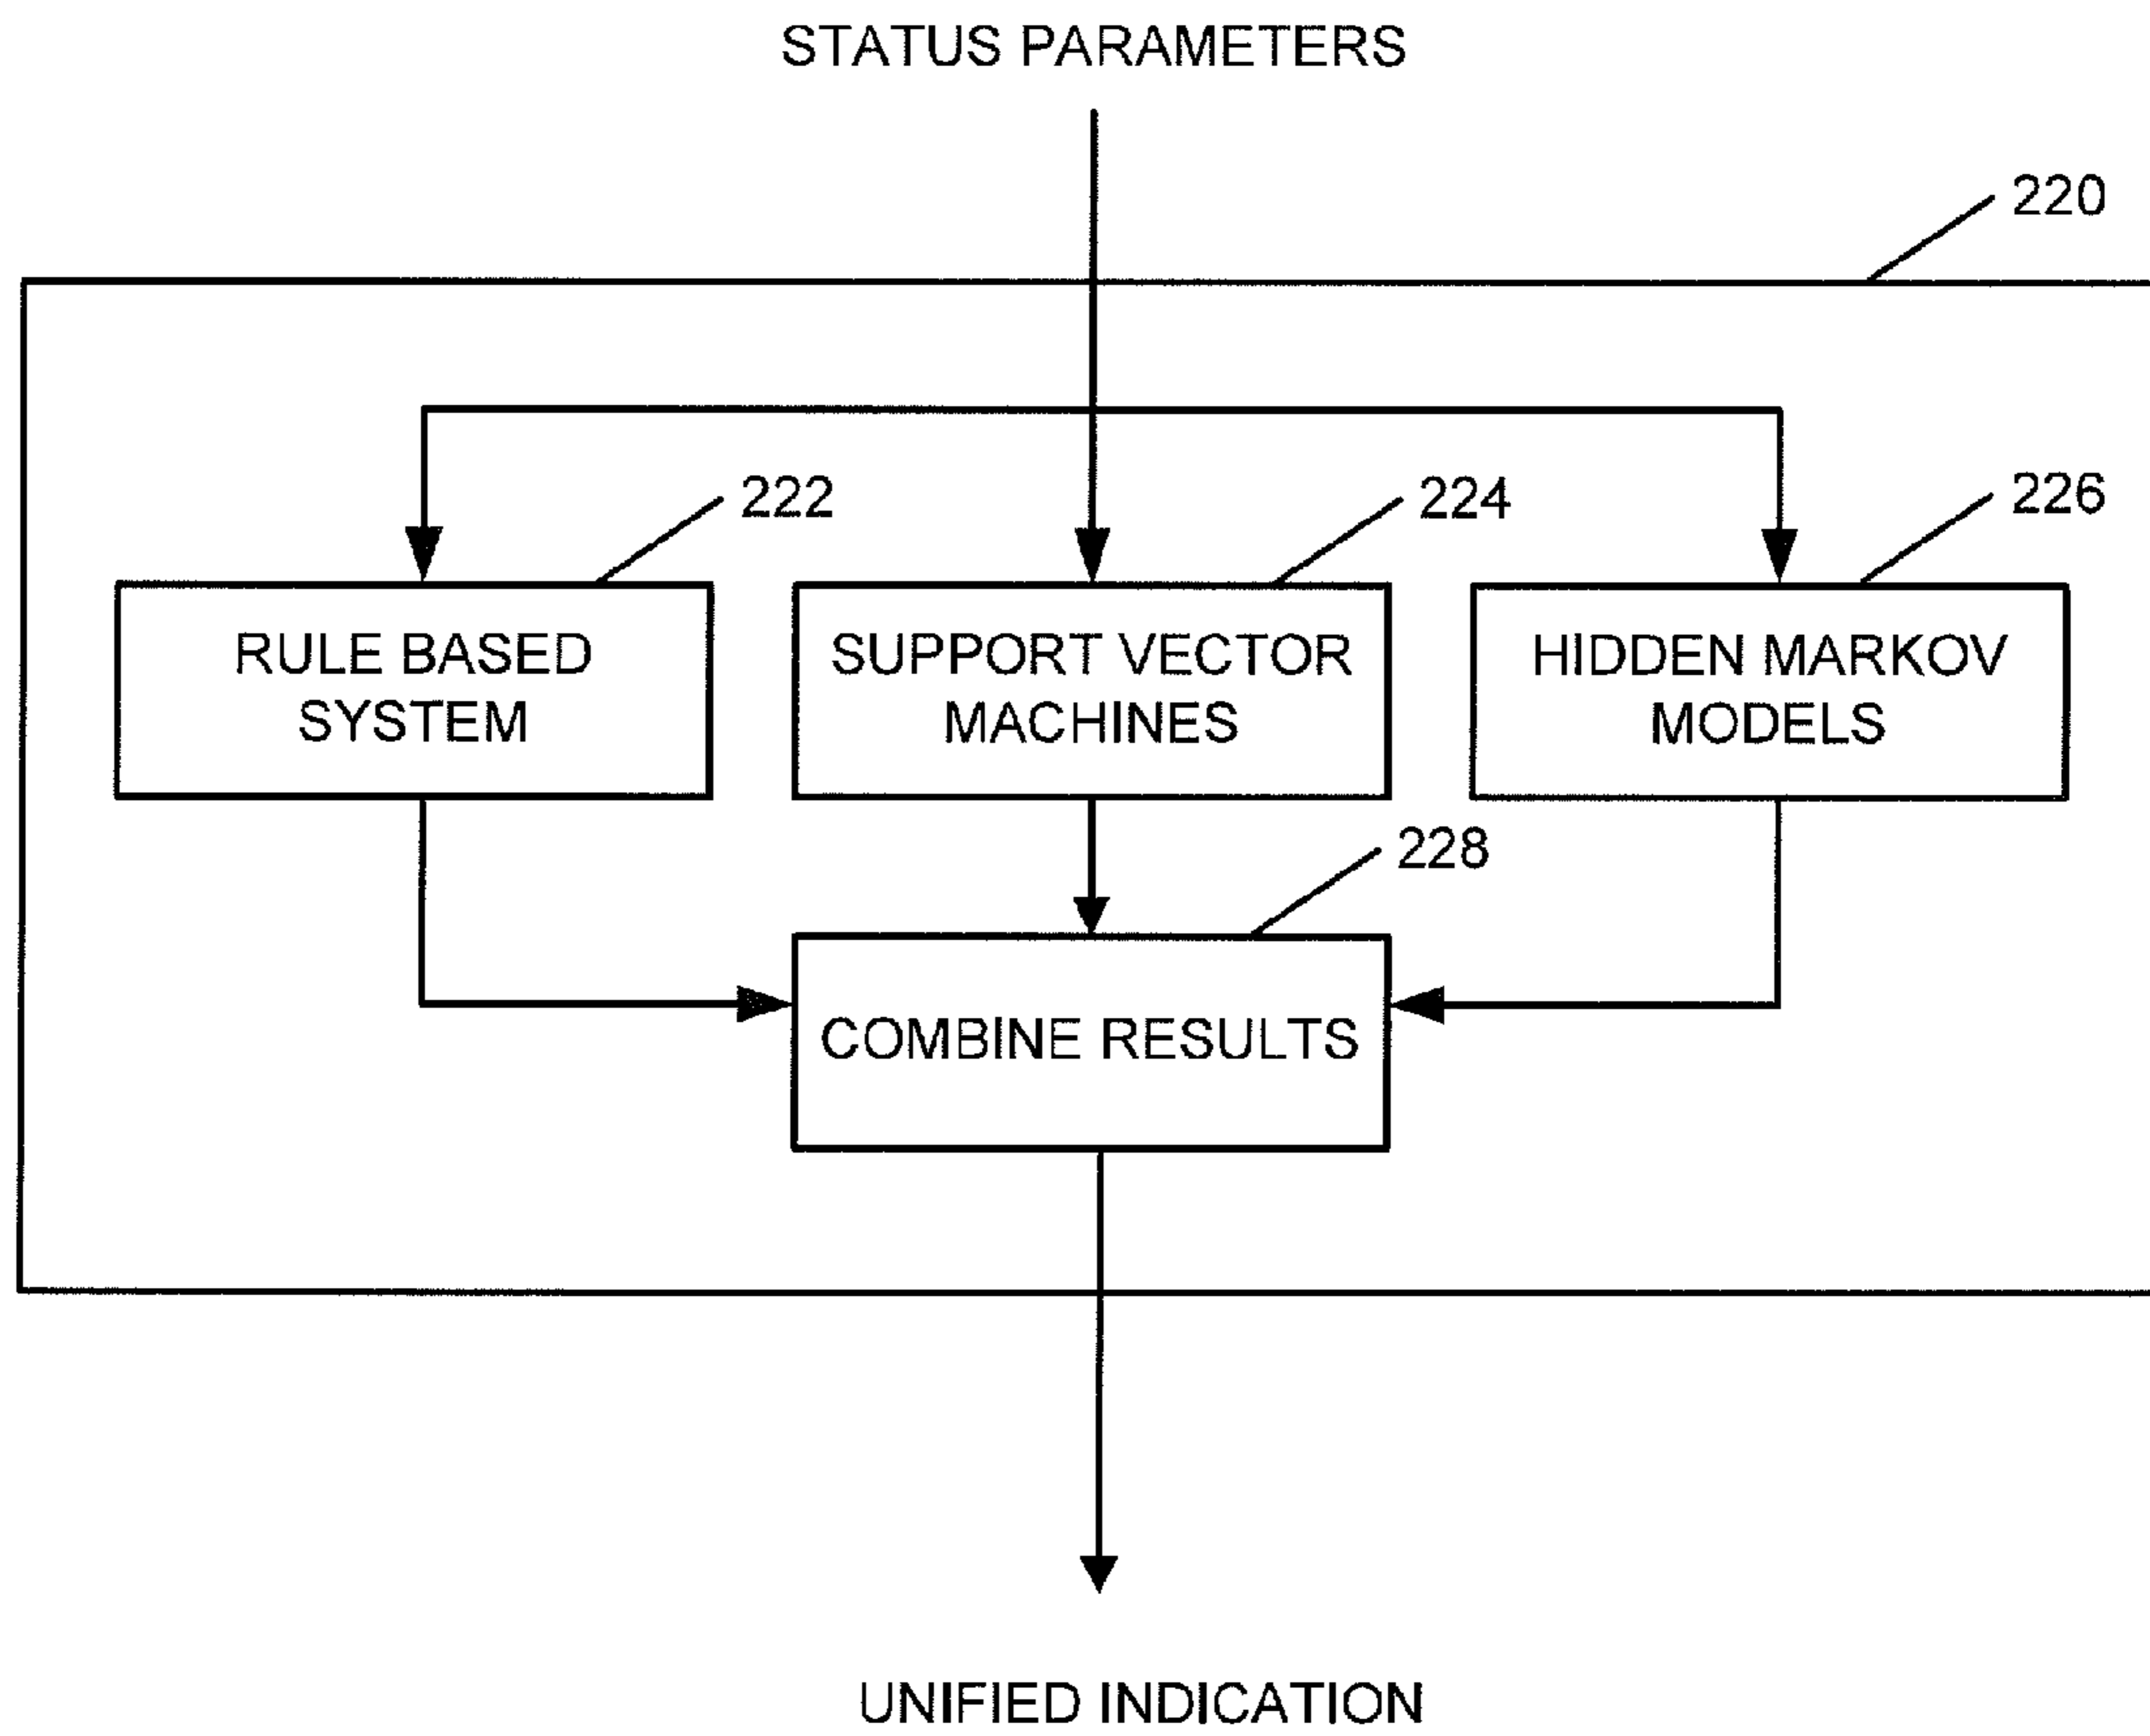 STATUS PARAMETERS
220
222
224
226
RULE BASED
SYSTEM
SUPPORT VECTOR
MACHINES
HIDDEN MARKOV
MODELS
228
COMBINE RESULTS
UNIFIED INDICATION